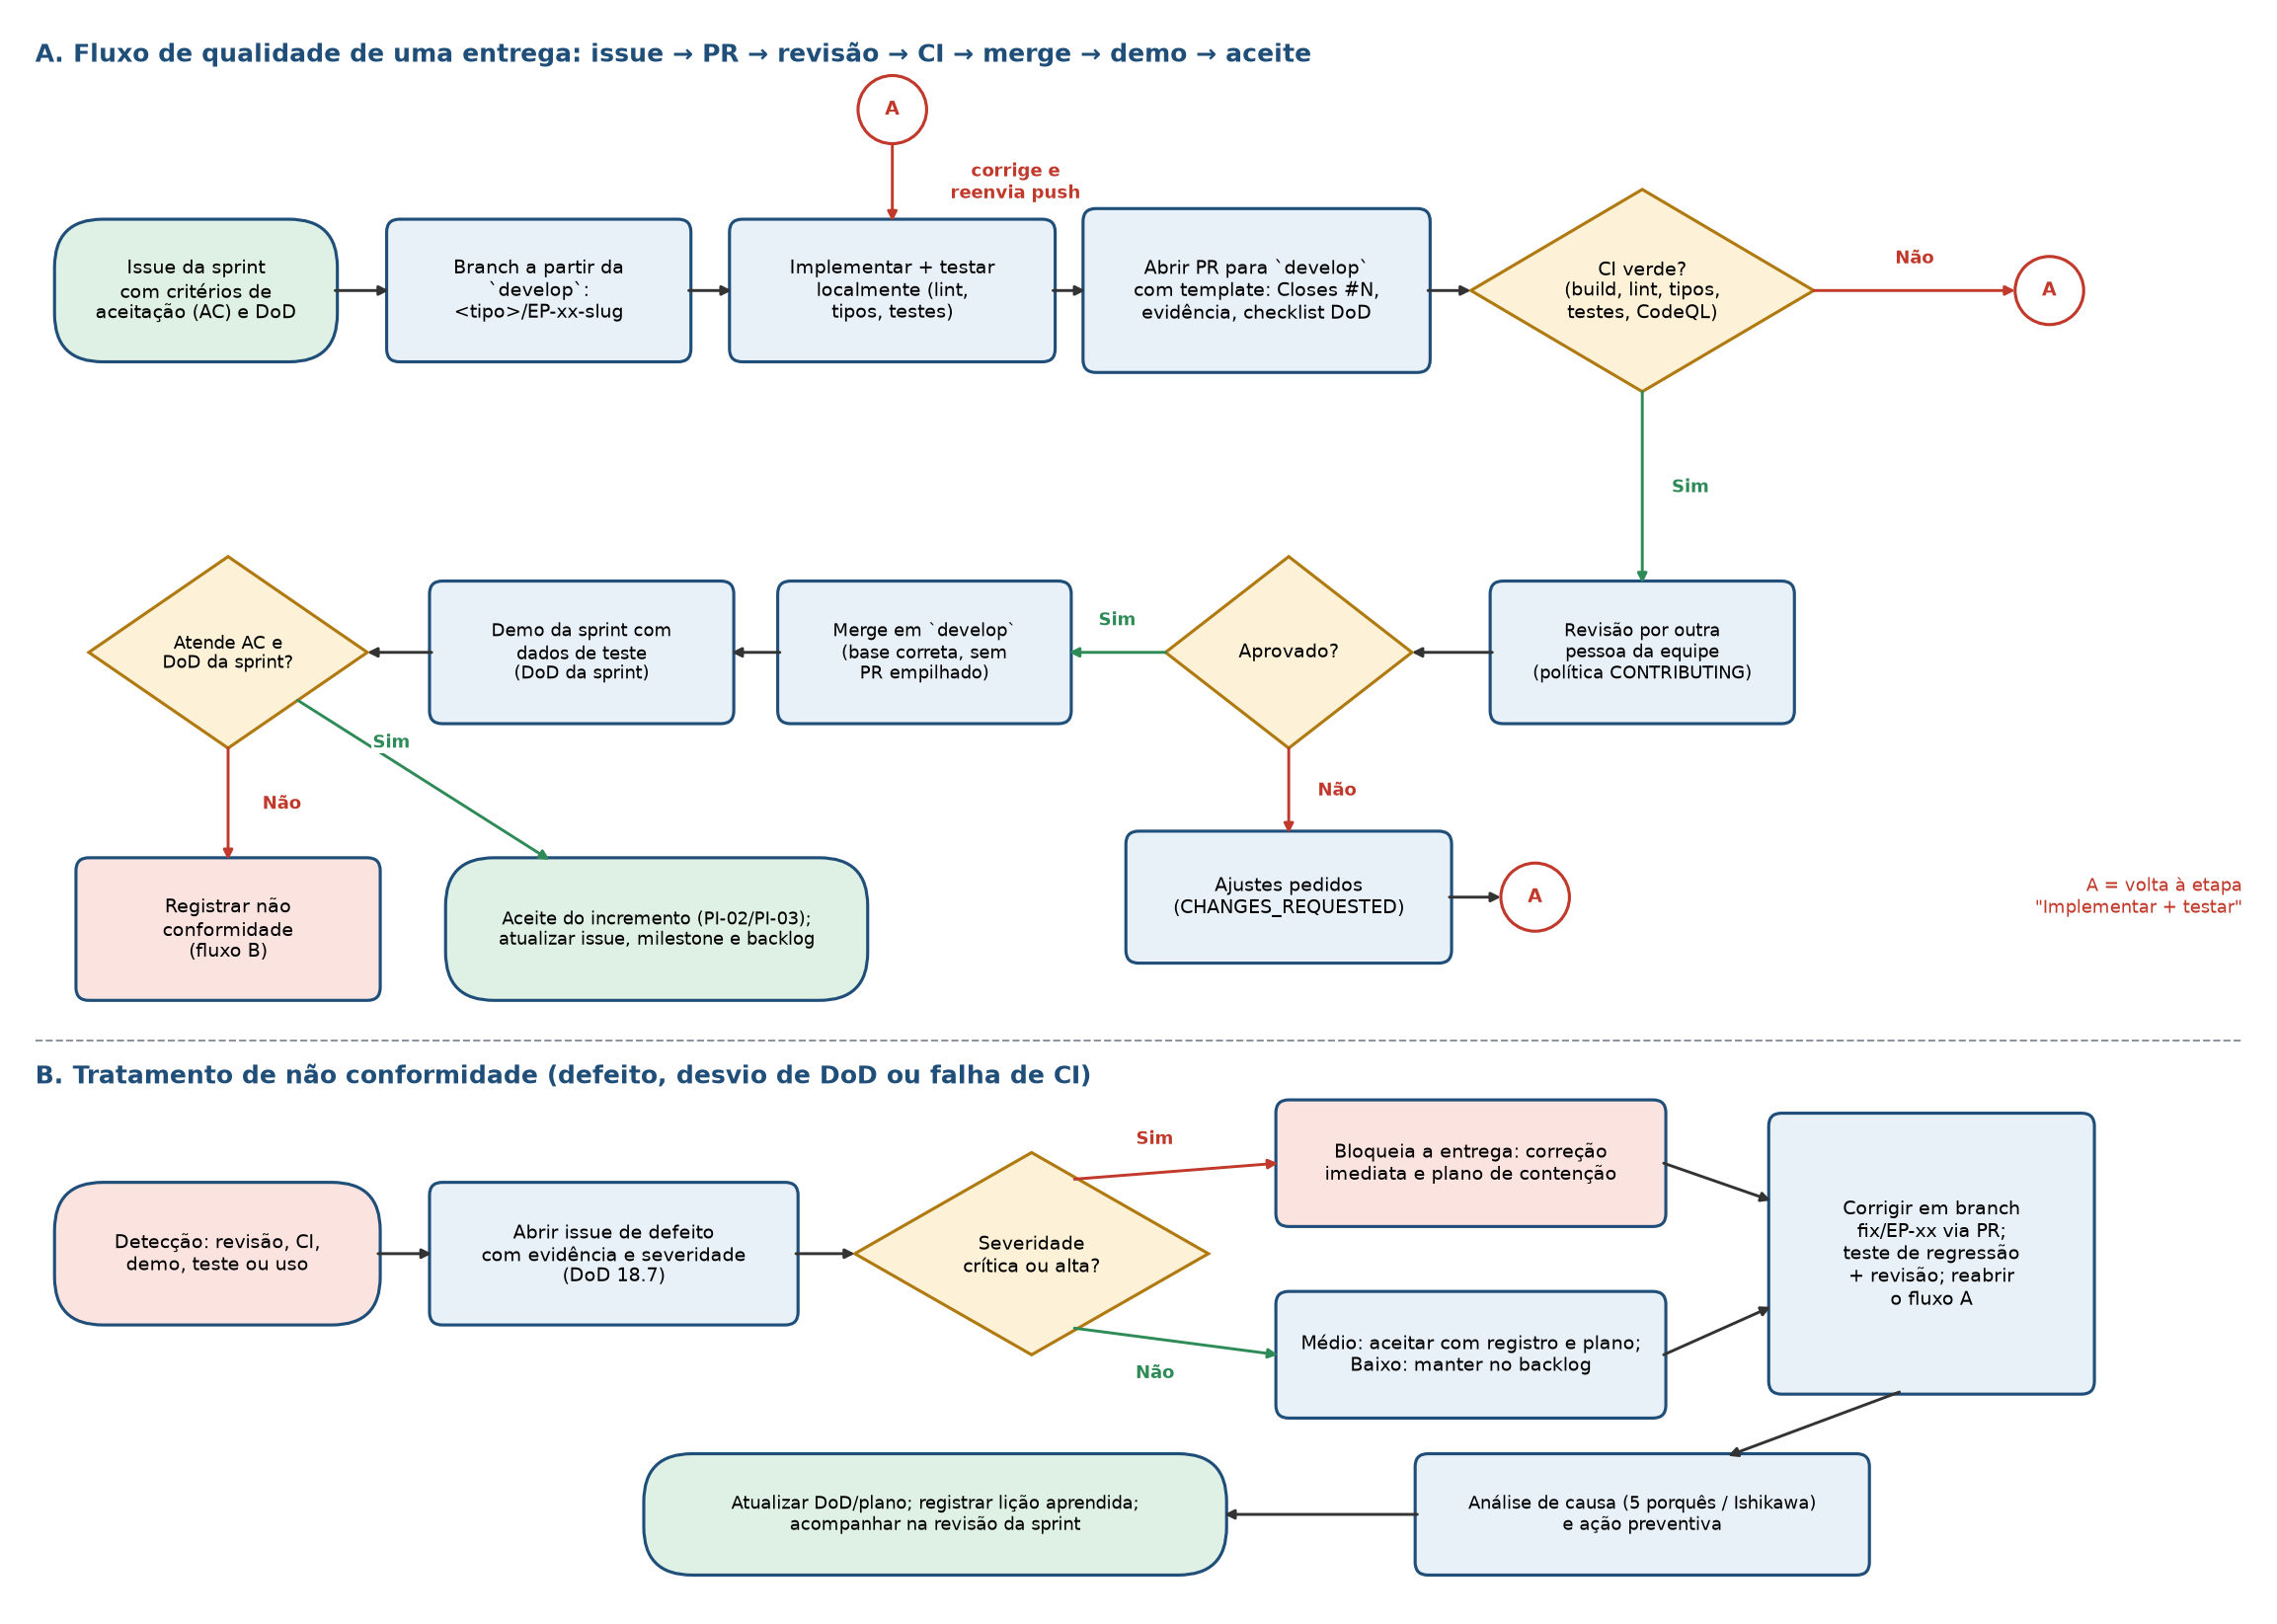 A. Fluxo de qualidade de uma entrega: issue → PR → revisão → CI → merge → demo → aceite
A
corrige e
reenvia push
Issue da sprint
com critérios de
aceitação (AC) e DoD
Branch a partir da
`develop`:
<tipo>/EP-xx-slug
Implementar + testar
localmente (lint,
tipos, testes)
Abrir PR para `develop`
com template: Closes #N,
evidência, checklist DoD
CI verde?
(build, lint, tipos,
testes, CodeQL)
Não
A
Sim
Revisão por outra
pessoa da equipe
(política CONTRIBUTING)
Aprovado?
Sim
Merge em `develop`
(base correta, sem
PR empilhado)
Demo da sprint com
dados de teste
(DoD da sprint)
Atende AC e
DoD da sprint?
Sim
Não
Não
Registrar não
conformidade
(fluxo B)
Aceite do incremento (PI-02/PI-03);
atualizar issue, milestone e backlog
Ajustes pedidos
(CHANGES_REQUESTED)
A
A = volta à etapa
"Implementar + testar"
B. Tratamento de não conformidade (defeito, desvio de DoD ou falha de CI)
Detecção: revisão, CI,
demo, teste ou uso
Abrir issue de defeito
com evidência e severidade
(DoD 18.7)
Severidade
crítica ou alta?
Sim
Bloqueia a entrega: correção
imediata e plano de contenção
Não
Médio: aceitar com registro e plano;
Baixo: manter no backlog
Corrigir em branch
fix/EP-xx via PR;
teste de regressão
+ revisão; reabrir
o fluxo A
Análise de causa (5 porquês / Ishikawa)
e ação preventiva
Atualizar DoD/plano; registrar lição aprendida;
acompanhar na revisão da sprint